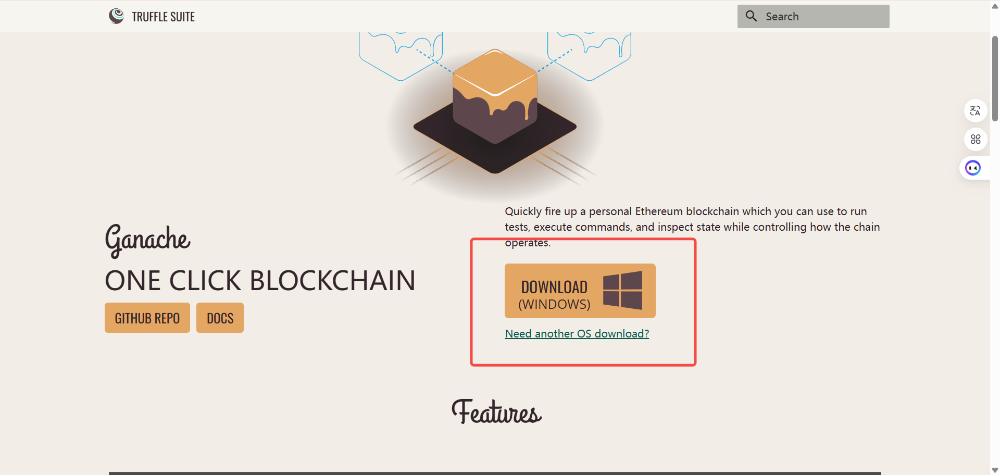 TRUFFLE SUITE
Search
Quickly fire up a personal Ethereum blockchain which you can use to run
tests, execute commands, and inspect state while controlling how the chain
operates.
Ganache
ONE CLICK BLOCKCHAIN
GITHUB REPO
DOCS
DOWNLOAD
(WINDOWS)
Need another OS download?
Features